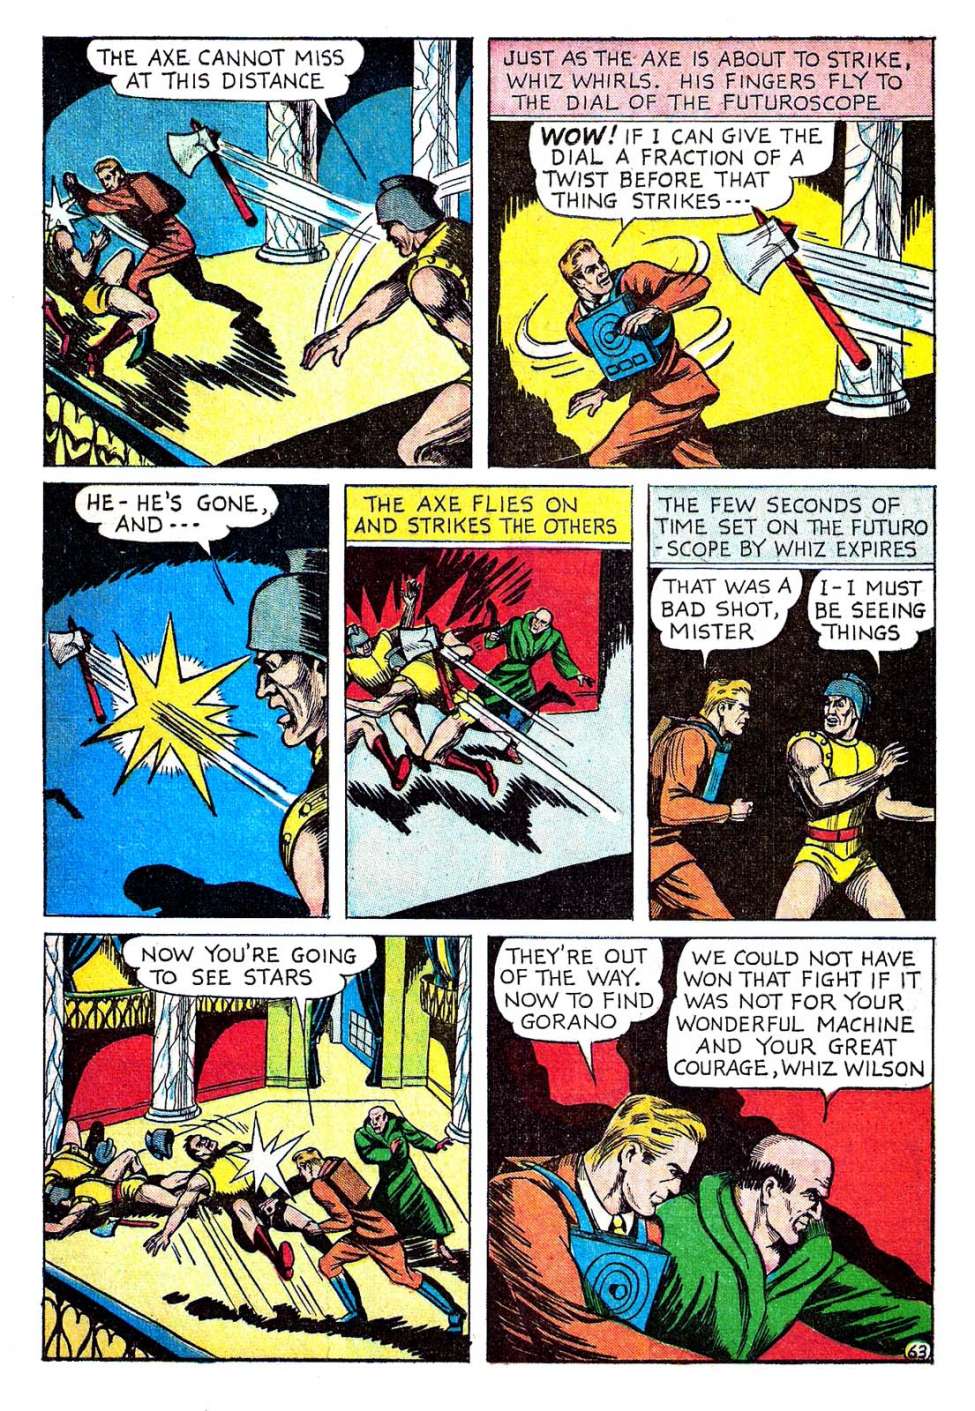 THE AXE CANNOT MISS
AT THIS DISTANCE
JUST AS THE AXE IS ABOUT TO STRIKE,
WHIZ WHIRLS. HIS FINGERS FLY TO
THE DIAL OF THE FUTUROSCOPE
WOW! IF I CAN GIVE THE
DIAL A FRACTION OF A
TWIST BEFORE THAT
THING STRIKES---
HE-HE'S GONE,
AND---
THE AXE FLIES ON
AND STRIKES THE OTHERS
THE FEW SECONDS OF
TIME SET ON THE FUTURO
-SCOPE BY WHIZ EXPIRES
THAT WAS A
BAD SHOT,
MISTER
I-I MUST
BE SEEING
THINGS
NOW YOU'RE GOING
TO SEE STARS
THEY'RE OUT
OF THE WAY.
NOW TO FIND
GORANO
WE COULD NOT HAVE
WON THAT FIGHT IF IT
WAS NOT FOR YOUR
WONDERFUL MACHINE
AND YOUR GREAT
COURAGE, WHIZ WILSON
63